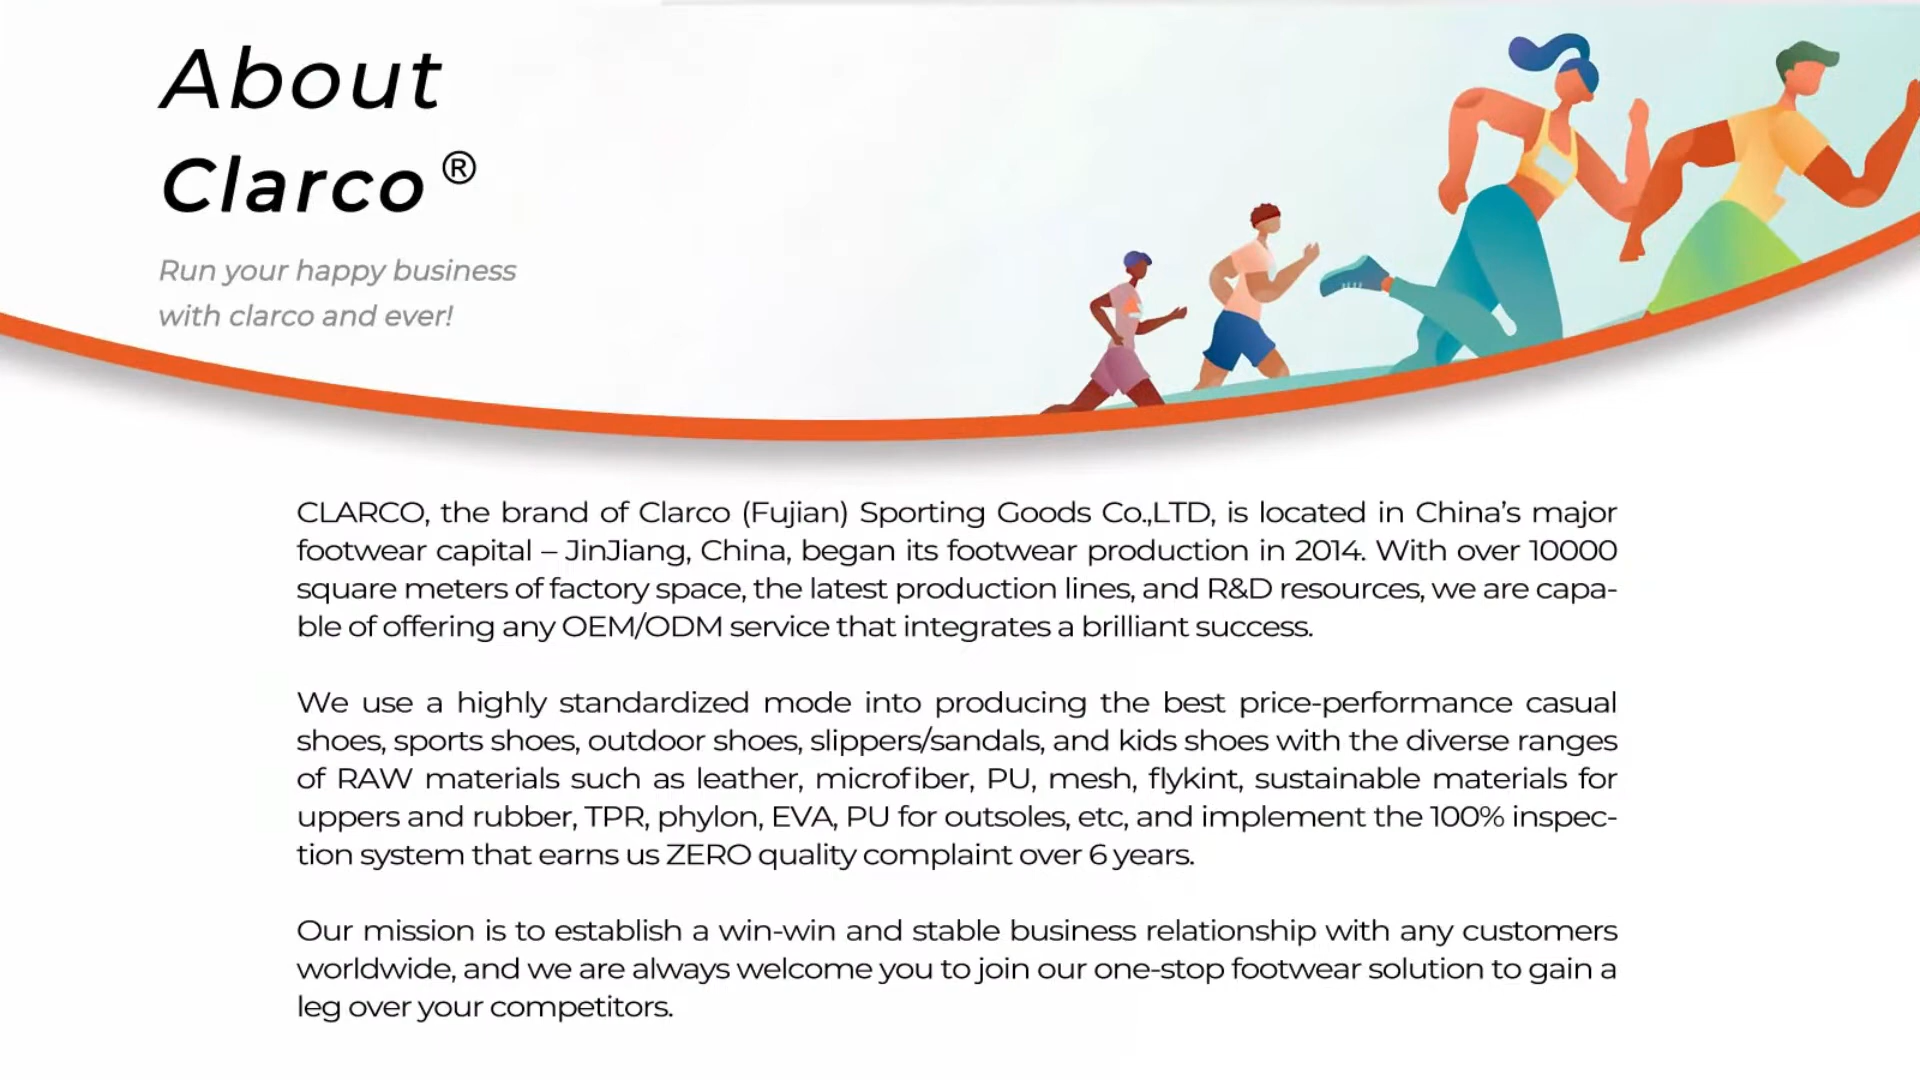 About
Clarco ®
Run your happy business
with clarco and ever!
CLARCO, the brand of Clarco (Fujian) Sporting Goods Co.,LTD, is located in China’s major
footwear capital – JinJiang, China, began its footwear production in 2014. With over 10000
square meters of factory space, the latest production lines, and R&D resources, we are capa-
ble of offering any OEM/ODM service that integrates a brilliant success.
We use a highly standardized mode into producing the best price-performance casual
shoes, sports shoes, outdoor shoes, slippers/sandals, and kids shoes with the diverse ranges
of RAW materials such as leather, microfiber, PU, mesh, flykint, sustainable materials for
uppers and rubber, TPR, phylon, EVA, PU for outsoles, etc, and implement the 100% inspec-
tion system that earns us ZERO quality complaint over 6 years.
Our mission is to establish a win-win and stable business relationship with any customers
worldwide, and we are always welcome you to join our one-stop footwear solution to gain a
leg over your competitors.